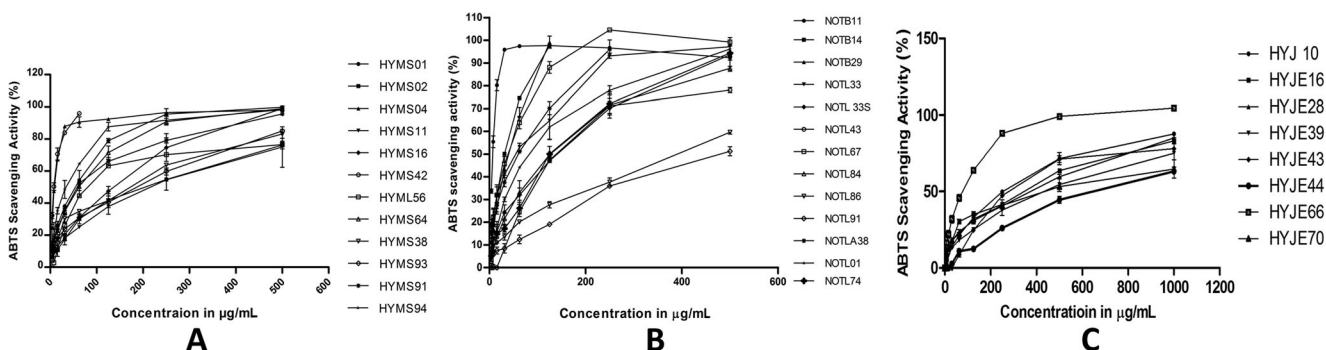 ABTS Scavenging Activity (%)
120
100
80
60
40
20
0
0
100
200
300
400
500
600
Concentraion in µg/mL
A
HYMS01
HYMS02
HYMS04
HYMS11
HYMS16
HYMS42
HYML56
HYMS64
HYMS38
HYMS93
HYMS91
HYMS94
ABTS scavenging activity (%)
110
100
90
80
70
60
50
40
30
20
10
0
0
200
400
600
Concentration in µg/mL
B
NOTB11
NOTB14
NOTB29
NOTL33
NOTL 33S
NOTL43
NOTL67
NOTL84
NOTL86
NOTL91
NOTLA38
NOTL01
NOTL74
ABTS Scavenging Activity (%)
150
100
50
0
0
200
400
600
800
1000
1200
Concentratioin in µg/mL
C
HYJ 10
HYJE16
HYJE28
HYJE39
HYJE43
HYJE44
HYJE66
HYJE70